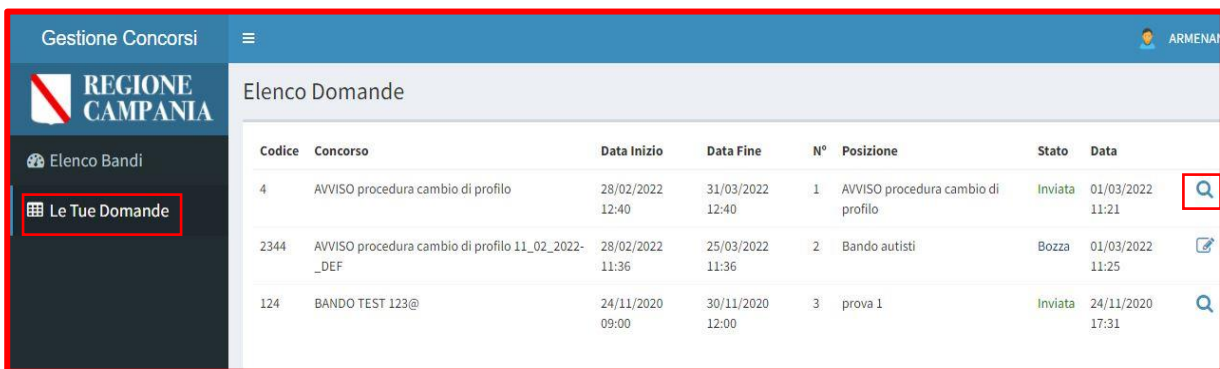 Gestione Concorsi
ARMENAN
REGIONE
CAMPANIA
Elenco Domande
Elenco Bandi
Le Tue Domande
Codice Concorso Data Inizio Data Fine N° Posizione Stato Data
4 AVVISO procedura cambio di profilo 28/02/2022 31/03/2022 1 AVVISO procedura cambio di Inviata 01/03/2022
12:40 12:40 profilo 11:21
2344 AVVISO procedura cambio di profilo 11_02_2022- 28/02/2022 25/03/2022 2 Bando autisti Bozza 01/03/2022
_DEF 11:36 11:36 11:25
124 BANDO TEST 123@ 24/11/2020 30/11/2020 3 prova 1 Inviata 24/11/2020
09:00 12:00 17:31